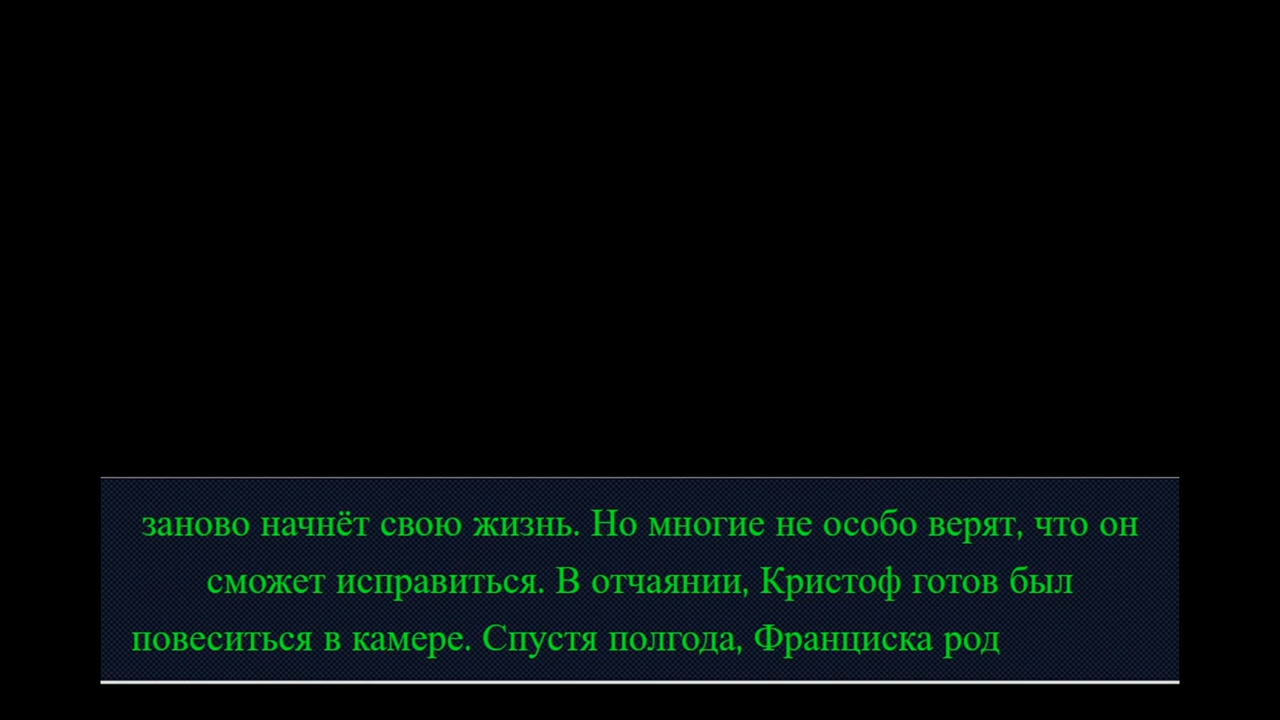 заново начнёт свою жизнь. Но многие не особо верят, что он
сможет исправиться. В отчаянии, Кристоф готов был
повеситься в камере. Спустя полгода, Франциска род